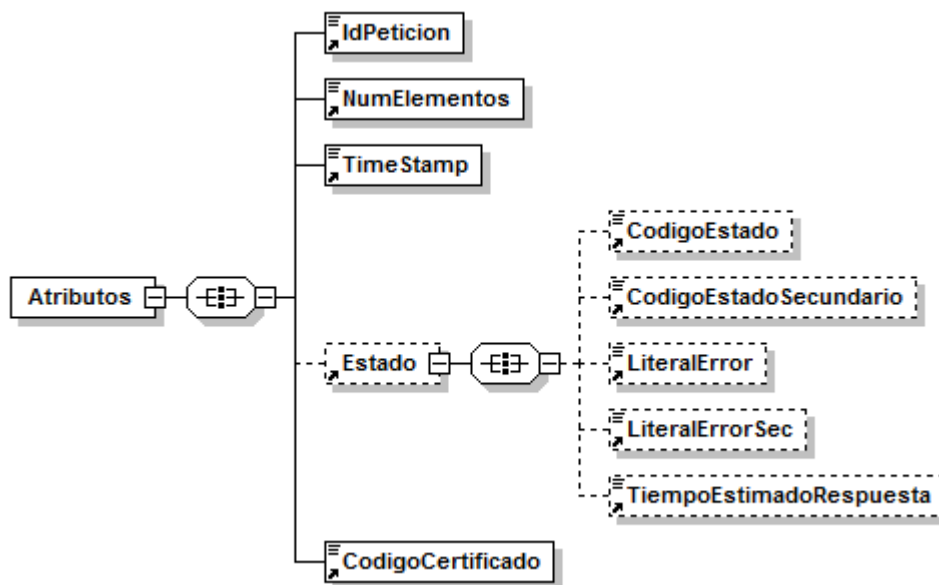 IdPeticion
NumElementos
TimeStamp
CodigoEstado
Atributos
CodigoEstadoSecundario
Estado
LiteralError
LiteralErrorSec
TiempoEstimadoRespuesta
CodigoCertificado